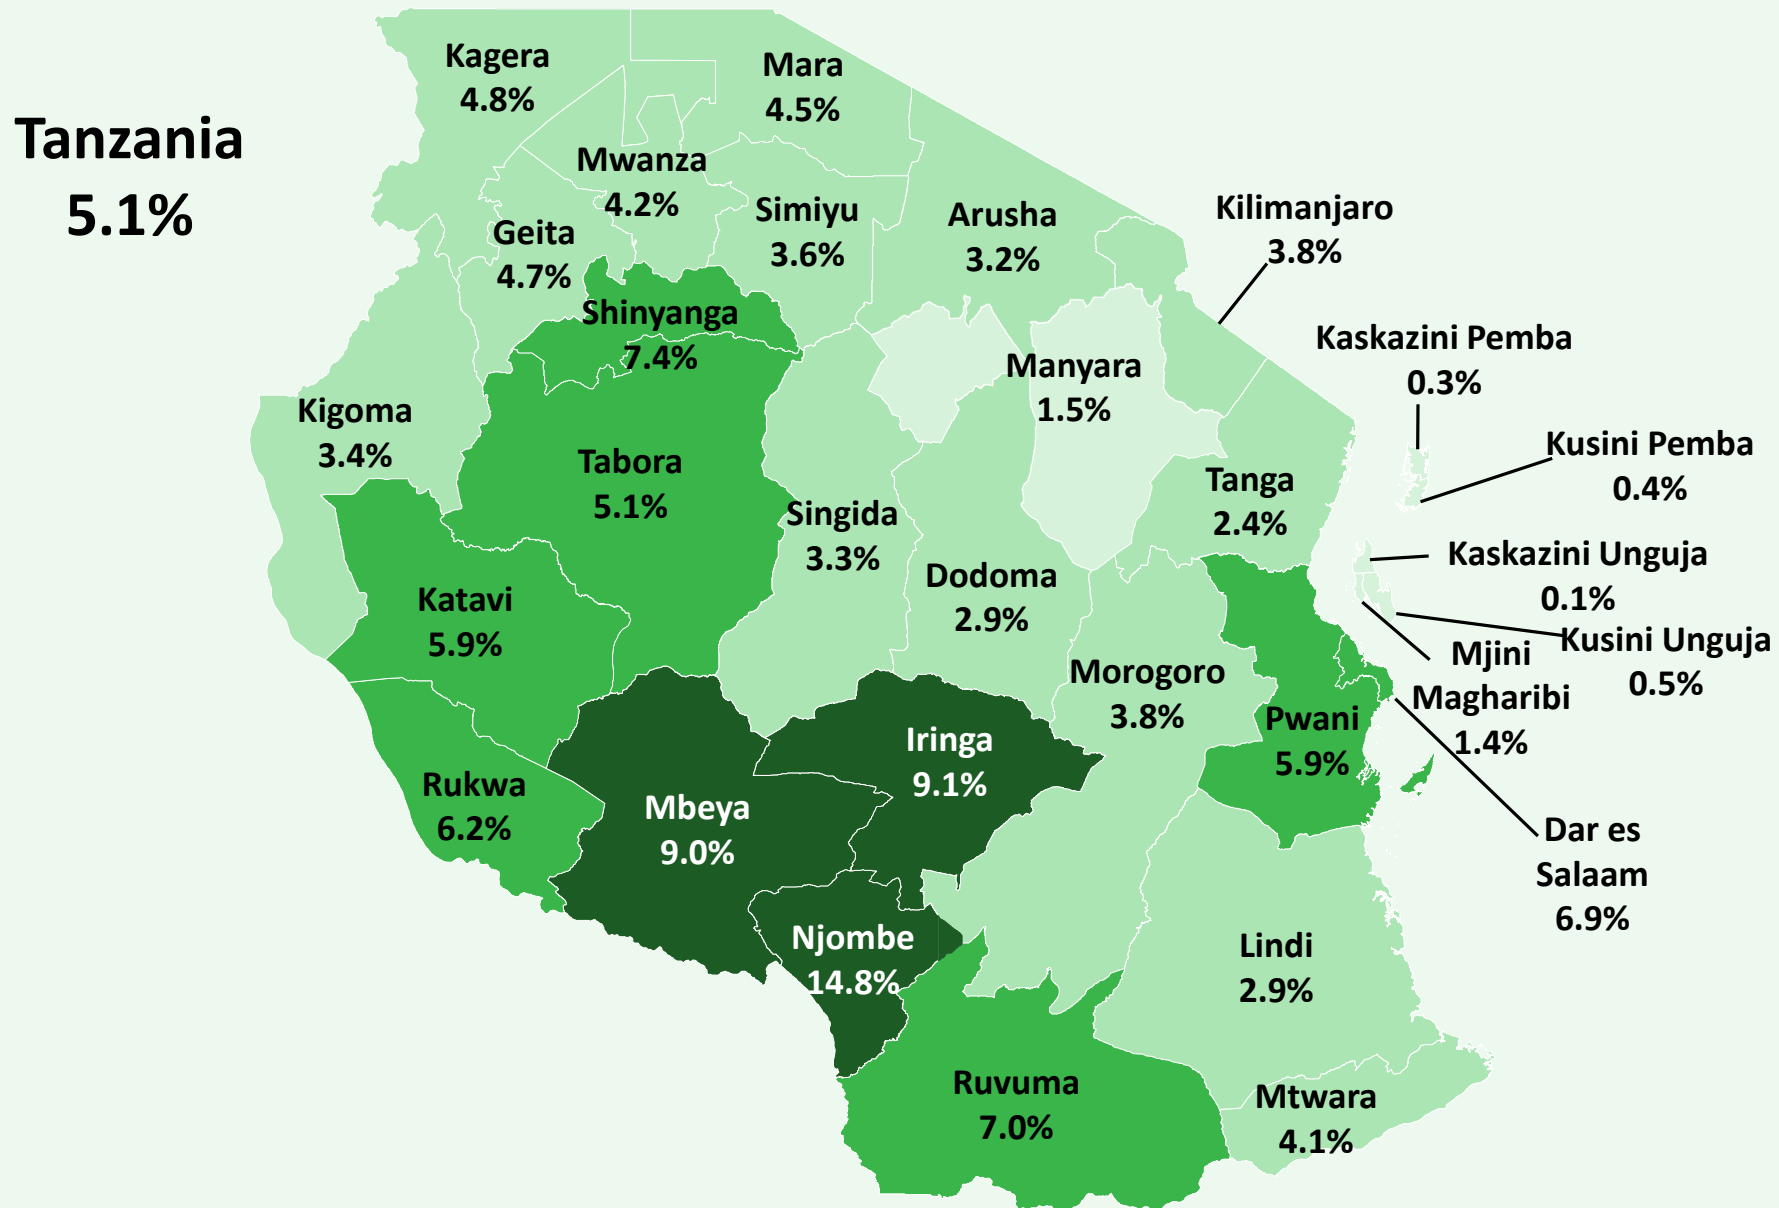 Tanzania
5.1%
Kagera
4.8%
Mara
4.5%
Mwanza
4.2%
Geita
4.7%
Simiyu
3.6%
Arusha
3.2%
Kilimanjaro
3.8%
Shinyanga
7.4%
Kigoma
3.4%
Tabora
5.1%
Manyara
1.5%
Kaskazini Pemba
0.3%
Kusini Pemba
0.4%
Tanga
2.4%
Singida
3.3%
Katavi
5.9%
Dodoma
2.9%
Kaskazini Unguja
0.1%
Kusini Unguja
0.5%
Mjini
Magharibi
1.4%
Morogoro
3.8%
Pwani
5.9%
Rukwa
6.2%
Mbeya
9.0%
Iringa
9.1%
Dar es
Salaam
6.9%
Njombe
14.8%
Lindi
2.9%
Ruvuma
7.0%
Mtwara
4.1%